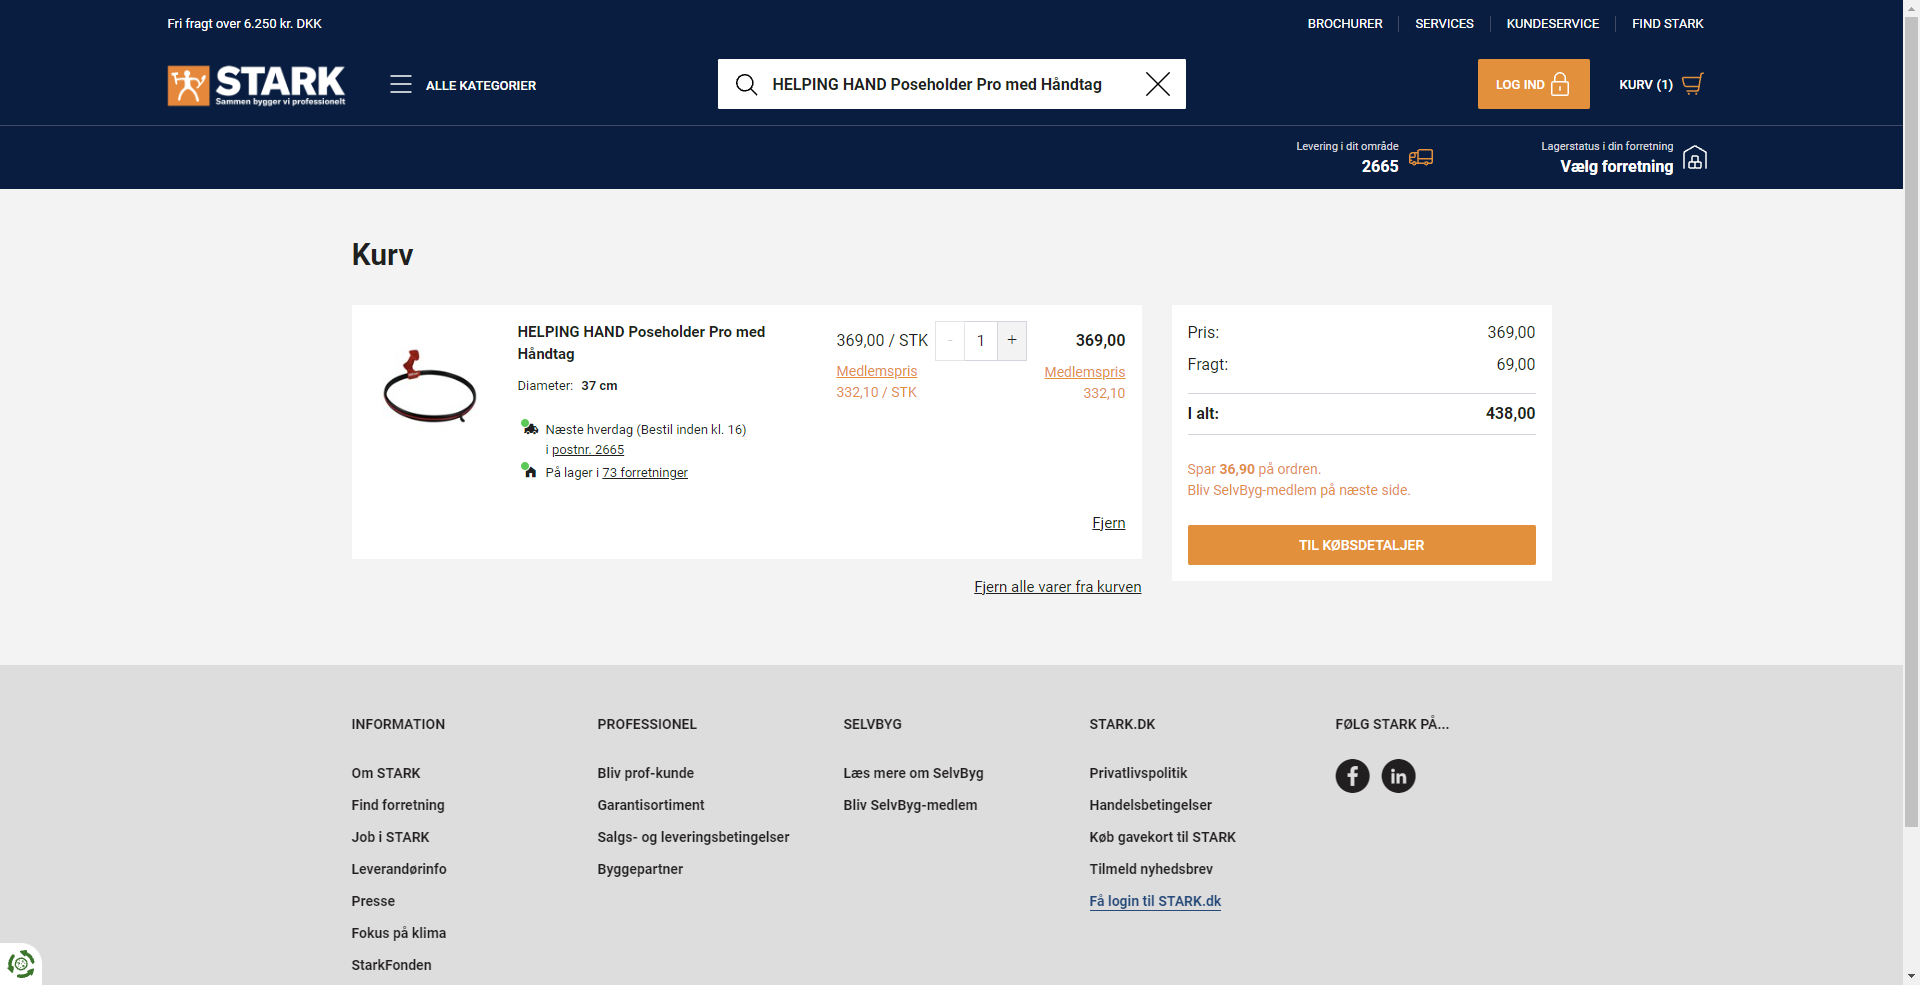 Fri fragt over 6.250 kr. DKK
BROCHURER
SERVICES
KUNDESERVICE
FIND STARK
STARK
Sammen bygger vi professionelt
ALLE KATEGORIER
HELPING HAND Poseholder Pro med Håndtag
LOG IND
KURV (1)
Levering i dit område
2665
Lagerstatus i din forretning
Vælg forretning
Kurv
HELPING HAND Poseholder Pro med
Håndtag
Diameter: 37 cm
Næste hverdag (Bestil inden kl. 16)
i postnr. 2665
På lager i 73 forretninger
369,00 / STK
- 1 +
369,00
Medlemspris
332,10 / STK
Medlemspris
332,10
Fjern
Fjern alle varer fra kurven
Pris: 369,00
Fragt: 69,00
I alt: 438,00
Spar 36,90 på ordren.
Bliv SelvByg-medlem på næste side.
TIL KØBSDETALJER
INFORMATION
Om STARK
Find forretning
Job i STARK
Leverandørinfo
Presse
Fokus på klima
StarkFonden
PROFESSIONEL
Bliv prof-kunde
Garantisortiment
Salgs- og leveringsbetingelser
Byggepartner
SELVBYG
Læs mere om SelvByg
Bliv SelvByg-medlem
STARK.DK
Privatlivspolitik
Handelsbetingelser
Køb gavekort til STARK
Tilmeld nyhedsbrev
Få login til STARK.dk
FØLG STARK PÅ...
f
in